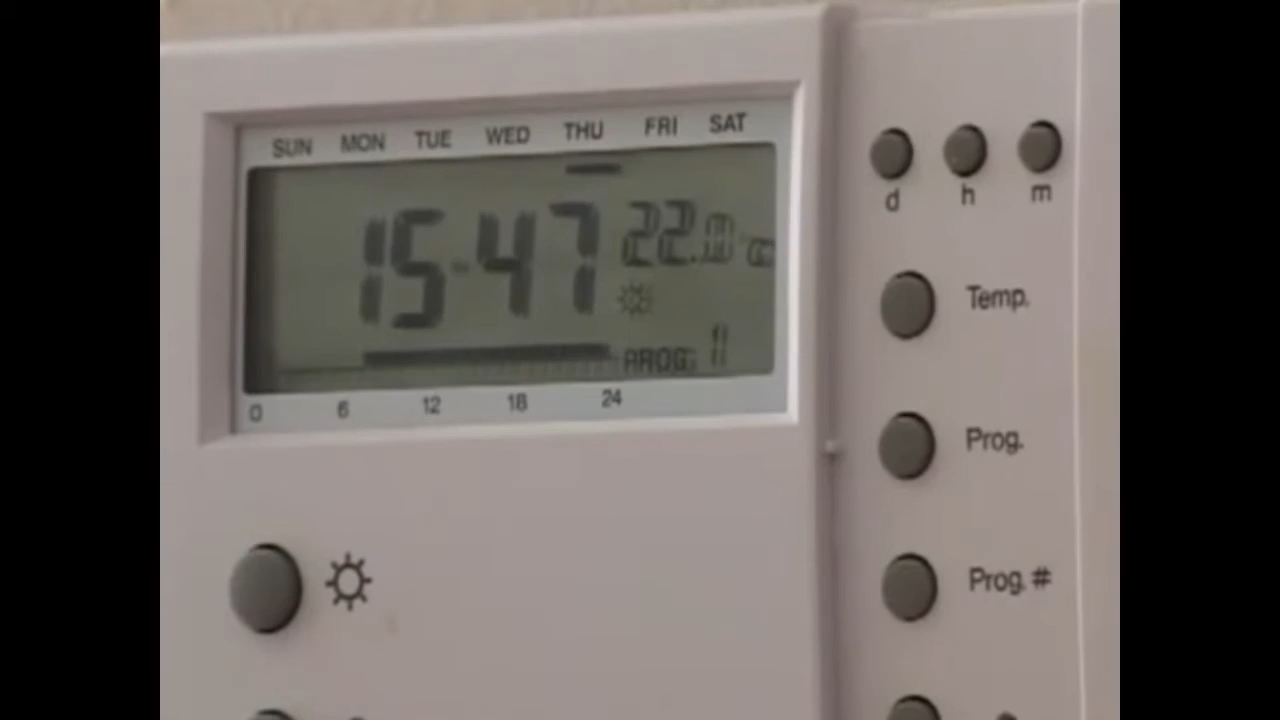 SUN MON TUE WED THU FRI SAT
15-47 22.0°C
PROG. 1
0 6 12 18 24
d h m
Temp.
Prog.
Prog. #